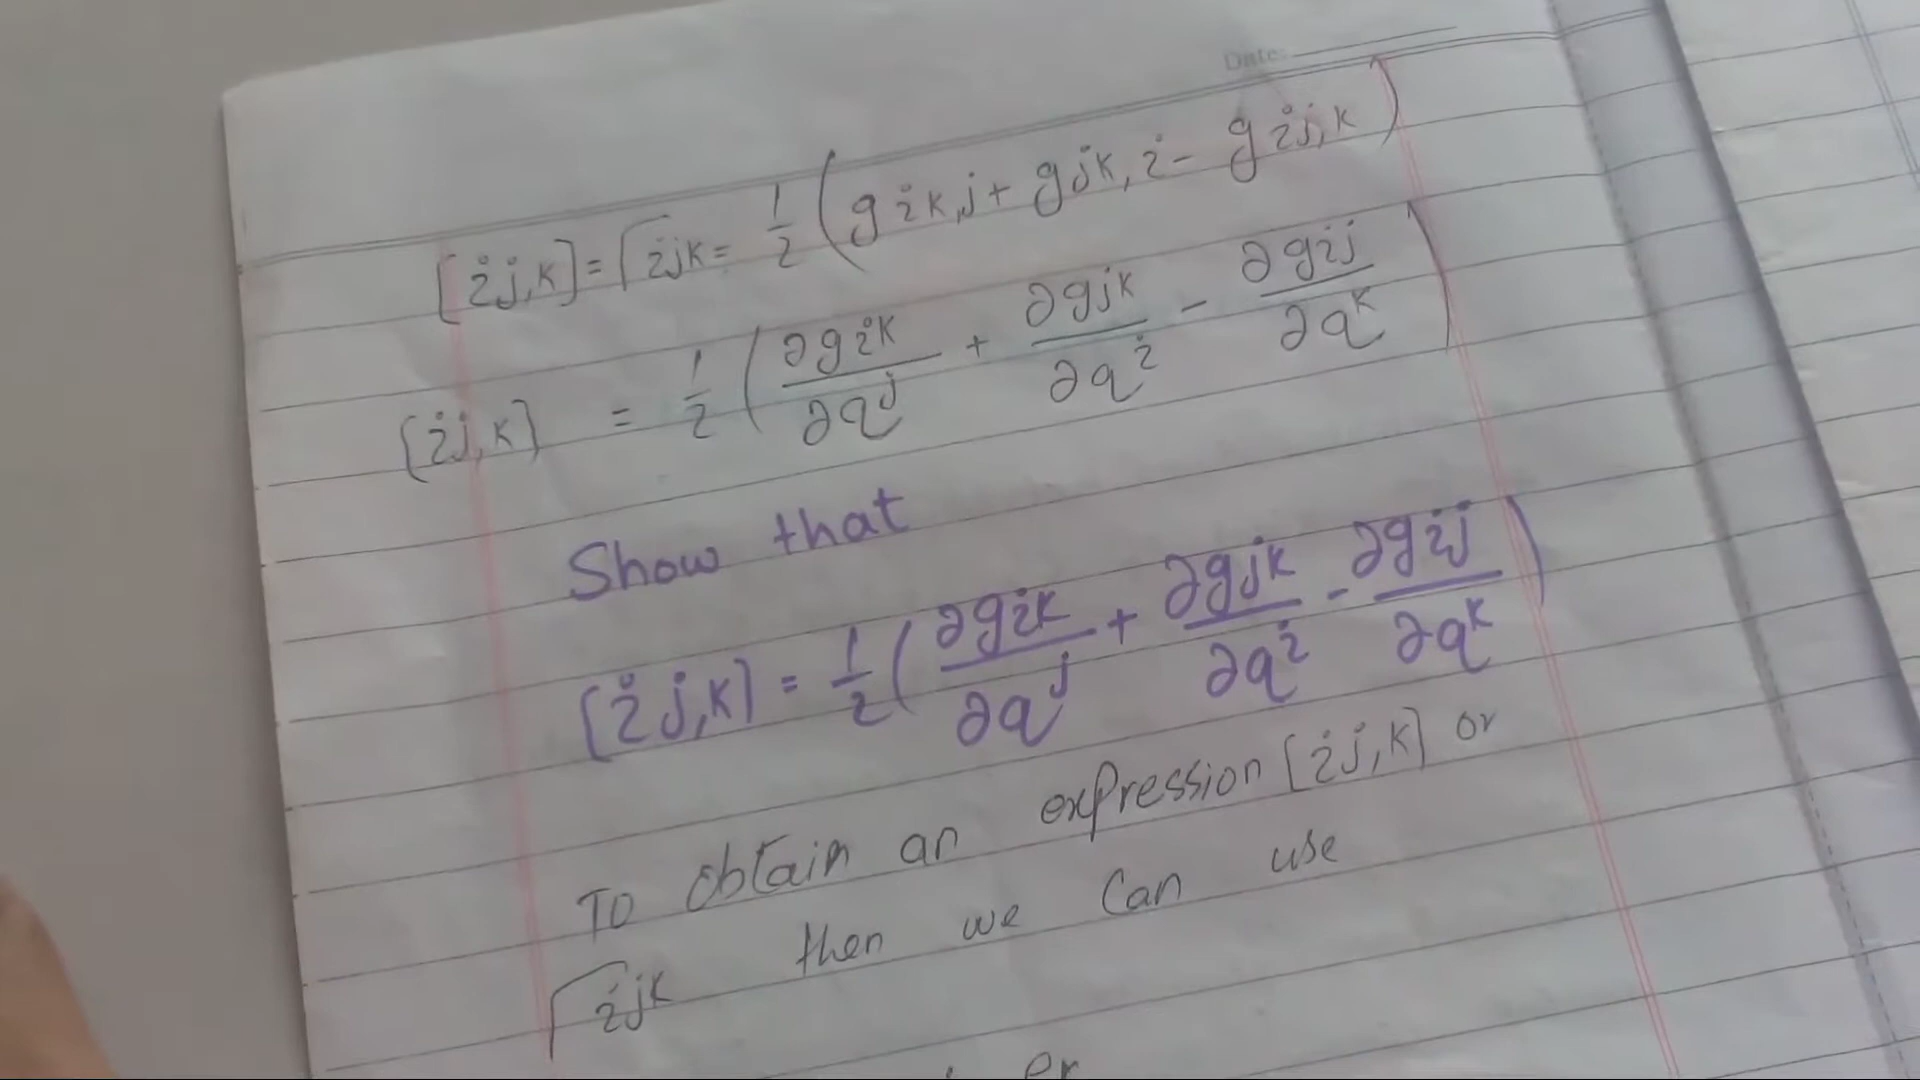 Date:
[ij,k] = Γijk = 1/2 (gik,j + gjk,i - gij,k)
[ij,k] = 1/2 (∂gik/∂q^j + ∂gjk/∂q^i - ∂gij/∂q^k)
Show that
[ij,k] = 1/2 (∂gik/∂q^j + ∂gjk/∂q^i - ∂gij/∂q^k)
To obtain an expression [ij,k] or
Γijk then we can use